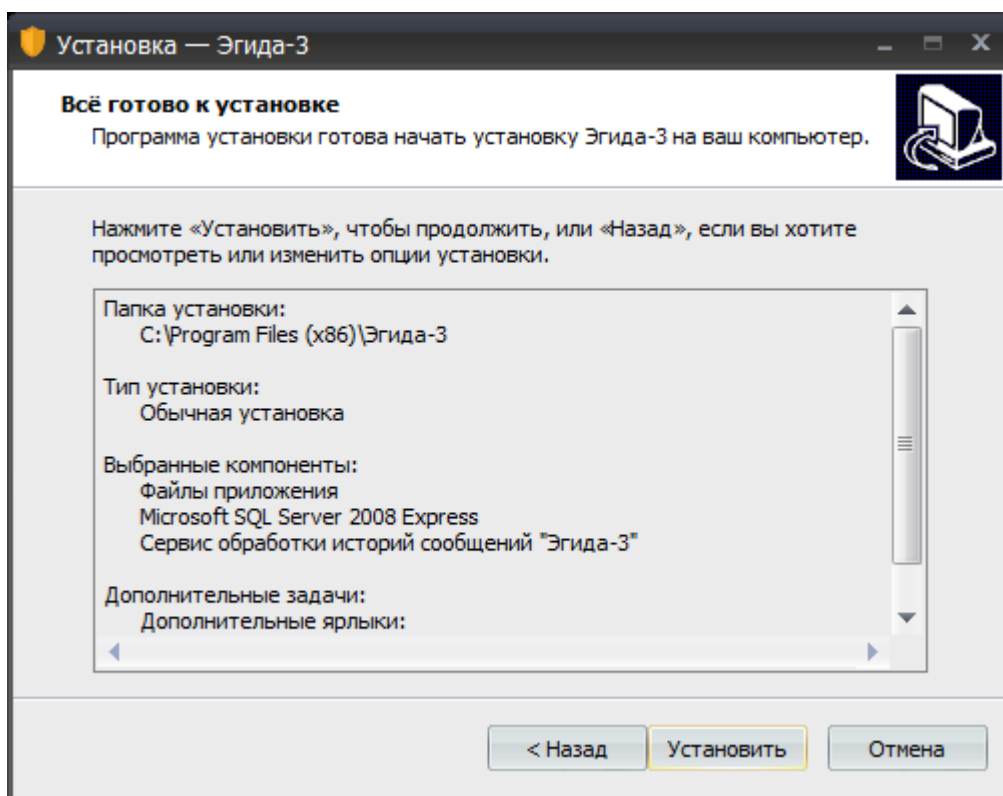 Установка — Эгида-3
Всё готово к установке
Программа установки готова начать установку Эгида-3 на ваш компьютер.
Нажмите «Установить», чтобы продолжить, или «Назад», если вы хотите
просмотреть или изменить опции установки.
Папка установки:
C:\Program Files (x86)\Эгида-3
Тип установки:
Обычная установка
Выбранные компоненты:
Файлы приложения
Microsoft SQL Server 2008 Express
Сервис обработки историй сообщений "Эгида-3"
Дополнительные задачи:
Дополнительные ярлыки:
< Назад
Установить
Отмена